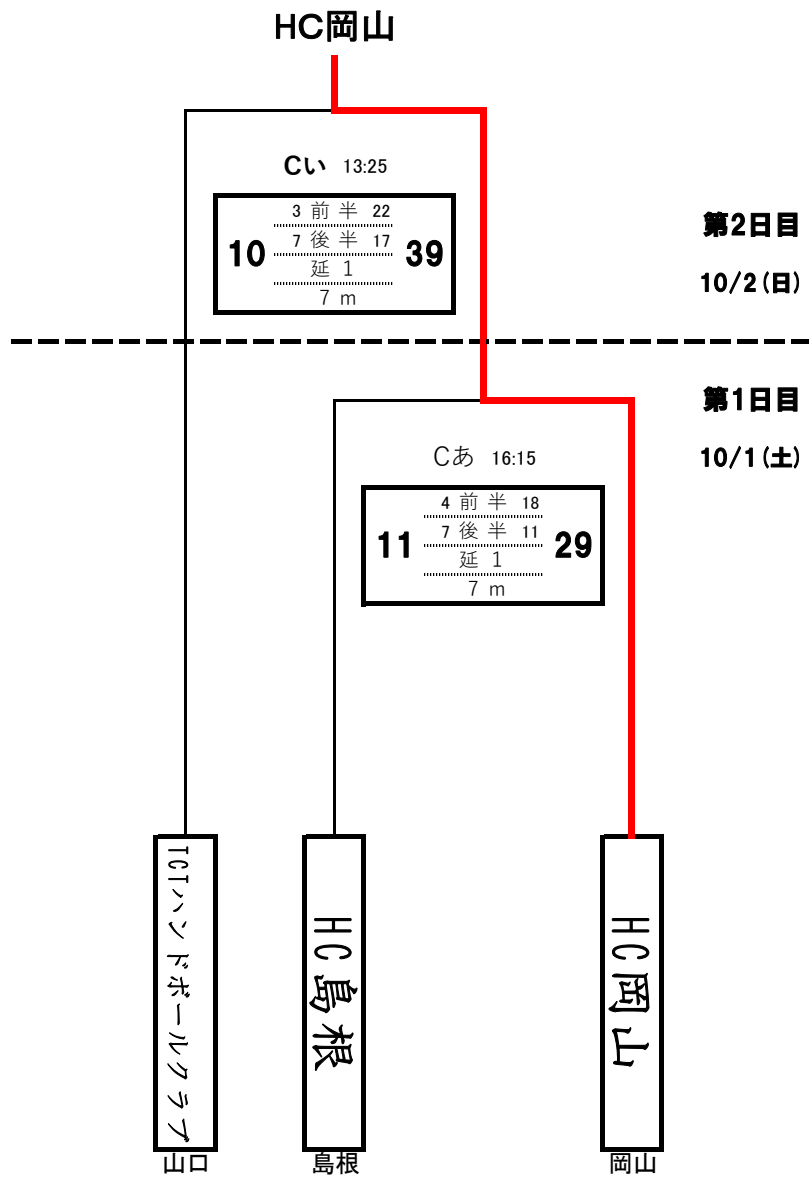 HC岡山
Cい 13:25
3 前半 22
10 7 後半 17 39
延 1
7 m
第2日目
10/2(日)
第1日目
10/1(土)
Cあ 16:15
4 前半 18
11 7 後半 11 29
延 1
7 m
TCTハンドボールクラブ
HC島根
HC岡山
山口
島根
岡山